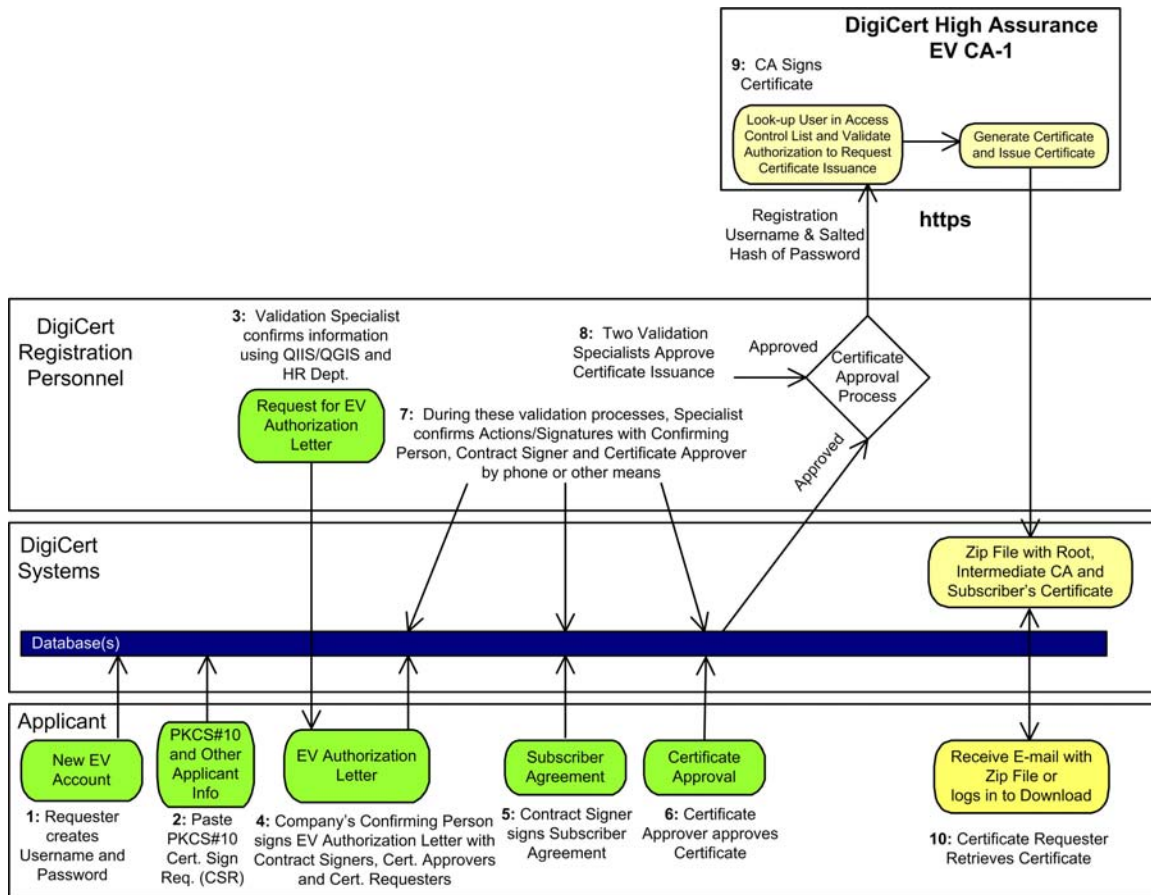 DigiCert High Assurance
EV CA-1
9: CA Signs
Certificate
Look-up User in Access
Control List and Validate
Authorization to Request
Certificate Issuance
Generate Certificate
and Issue Certificate
Registration
Username & Salted
Hash of Password
https
DigiCert
Registration
Personnel
3: Validation Specialist
confirms information
using QIIS/QGIS and
HR Dept.
Request for EV
Authorization
Letter
8: Two Validation
Specialists Approve
Certificate Issuance
Approved
Certificate
Approval
Process
7: During these validation processes, Specialist
confirms Actions/Signatures with Confirming
Person, Contract Signer and Certificate Approver
by phone or other means
Approved
DigiCert
Systems
Zip File with Root,
Intermediate CA and
Subscriber's Certificate
Database(s)
Applicant
New EV
Account
PKCS#10
and Other
Applicant
Info
EV Authorization
Letter
Subscriber
Agreement
Certificate
Approval
Receive E-mail with
Zip File or
logs in to Download
1: Requester
creates
Username and
Password
2: Paste
PKCS#10
Cert. Sign
Req. (CSR)
4: Company's Confirming Person
signs EV Authorization Letter with
Contract Signers, Cert. Approvers
and Cert. Requesters
5: Contract Signer
signs Subscriber
Agreement
6: Certificate
Approver approves
Certificate
10: Certificate Requester
Retrieves Certificate